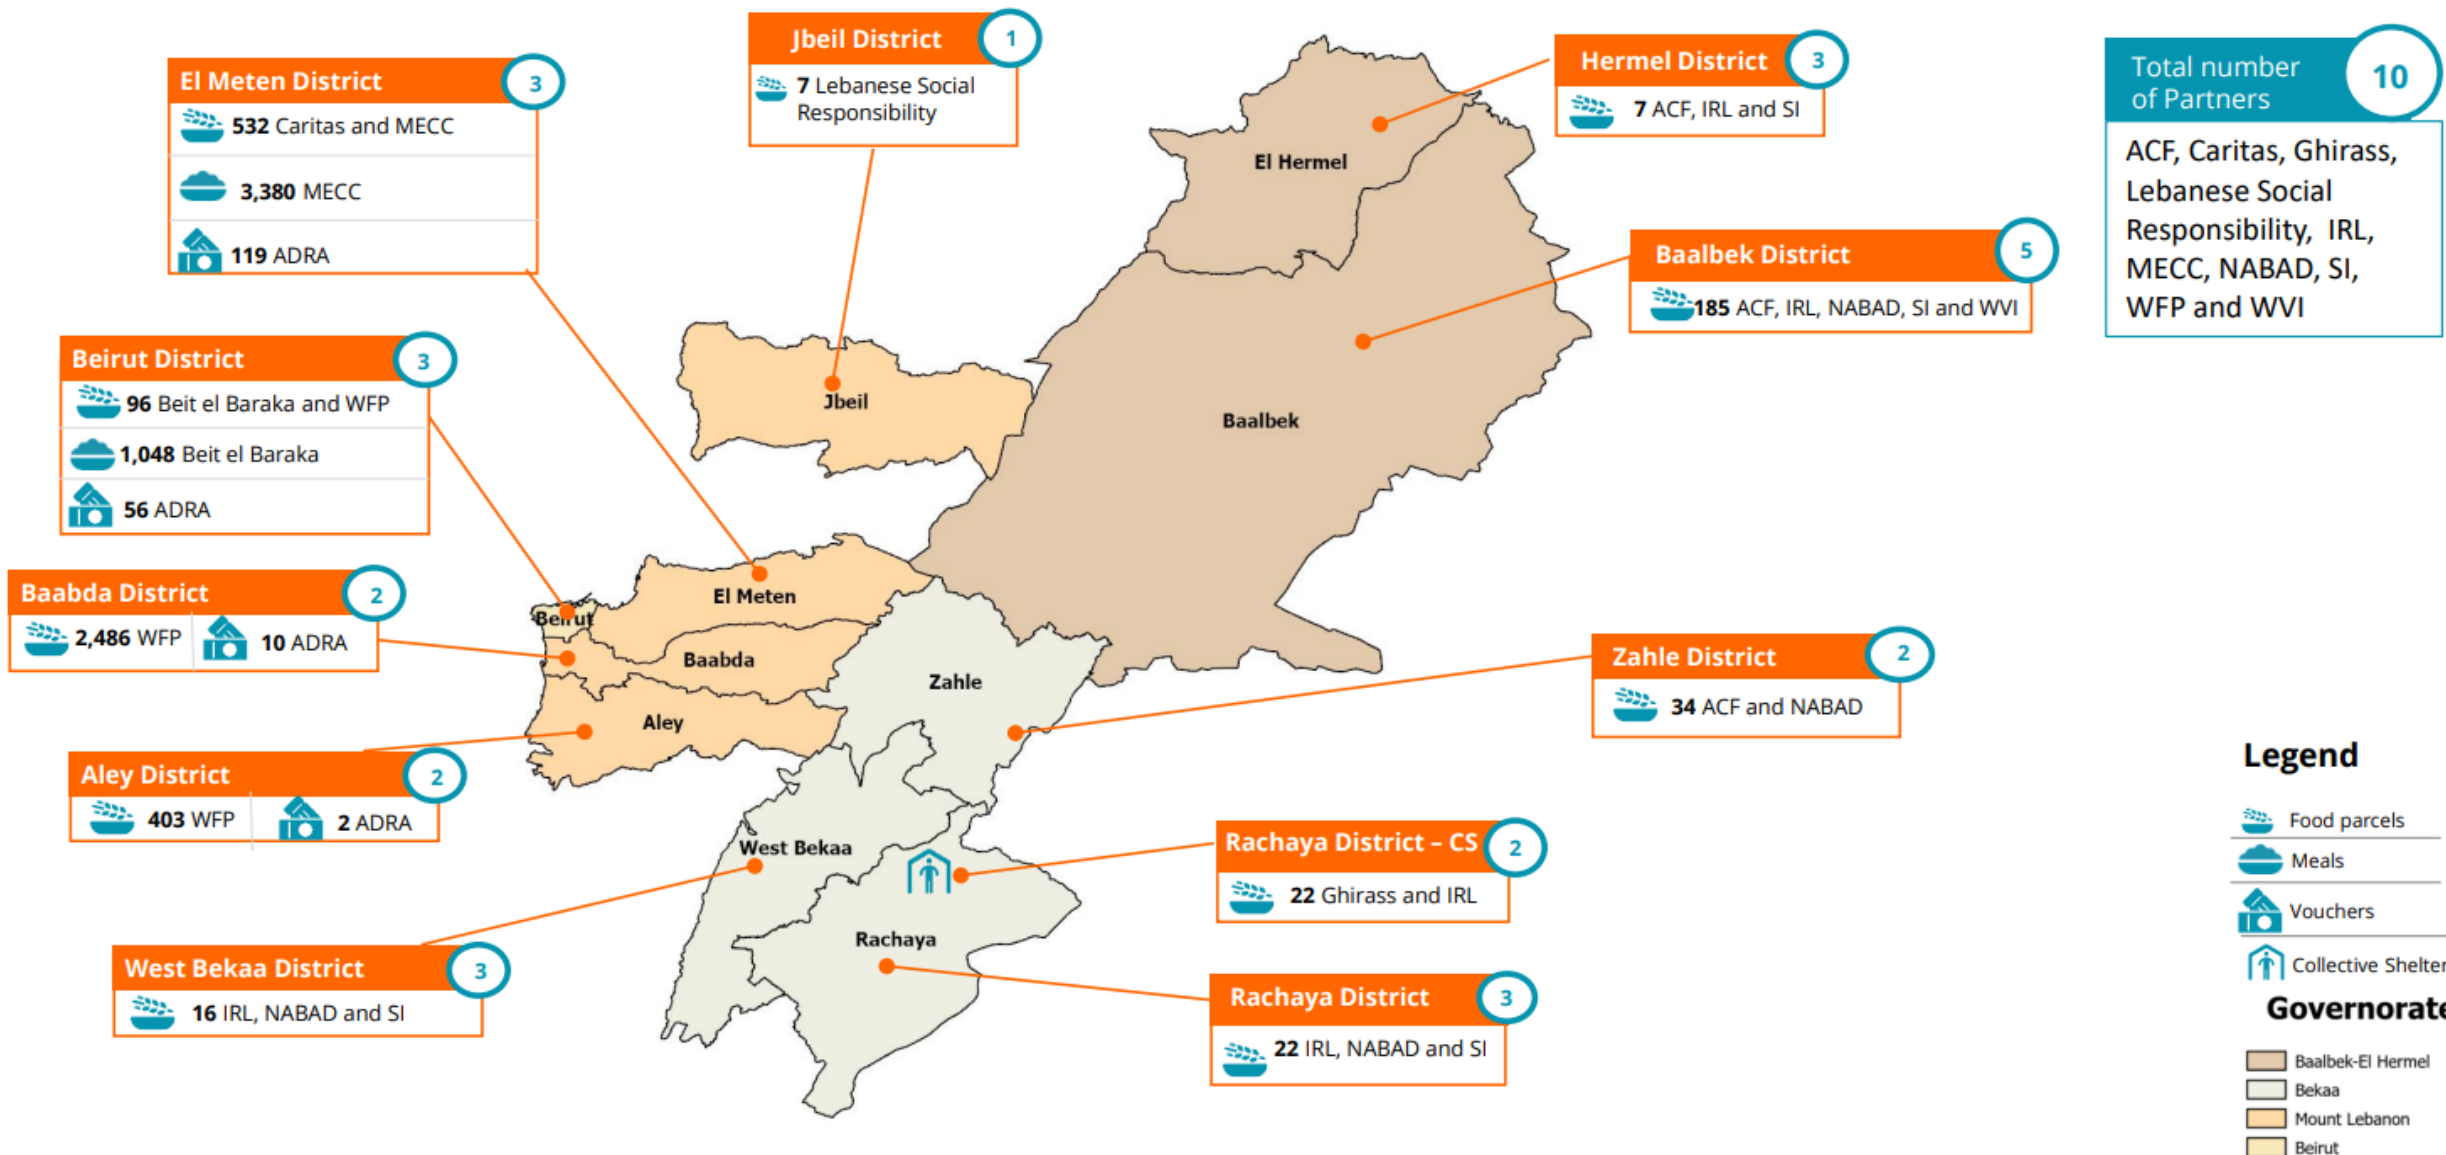 El Meten District
3
532 Caritas and MECC
3,380 MECC
119 ADRA
Jbeil District
1
7 Lebanese Social
Responsibility
Hermel District
3
7 ACF, IRL and SI
Total number
of Partners
10
ACF, Caritas, Ghirass,
Lebanese Social
Responsibility, IRL,
MECC, NABAD, SI,
WFP and WVI
Baalbek District
5
185 ACF, IRL, NABAD, SI and WVI
Beirut District
3
96 Beit el Baraka and WFP
1,048 Beit el Baraka
56 ADRA
Baabda District
2
2,486 WFP
10 ADRA
Aley District
2
403 WFP
2 ADRA
West Bekaa District
3
16 IRL, NABAD and SI
Zahle District
2
34 ACF and NABAD
Rachaya District – CS
2
22 Ghirass and IRL
Rachaya District
3
22 IRL, NABAD and SI
El Hermel
Baalbek
Jbeil
El Meten
Beirut
Baabda
Aley
Zahle
West Bekaa
Rachaya
Legend
Food parcels
Meals
Vouchers
Collective Shelter
Governorate
Baalbek-El Hermel
Bekaa
Mount Lebanon
Beirut